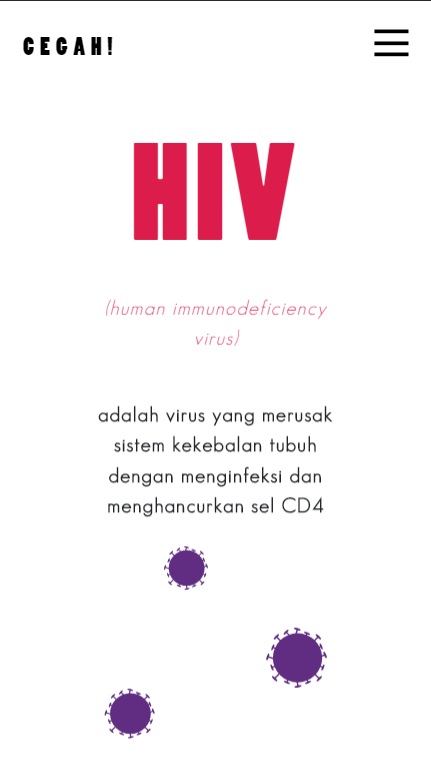 CEGAH!
HIV
(human immunodeficiency
virus)
adalah virus yang merusak
sistem kekebalan tubuh
dengan menginfeksi dan
menghancurkan sel CD4